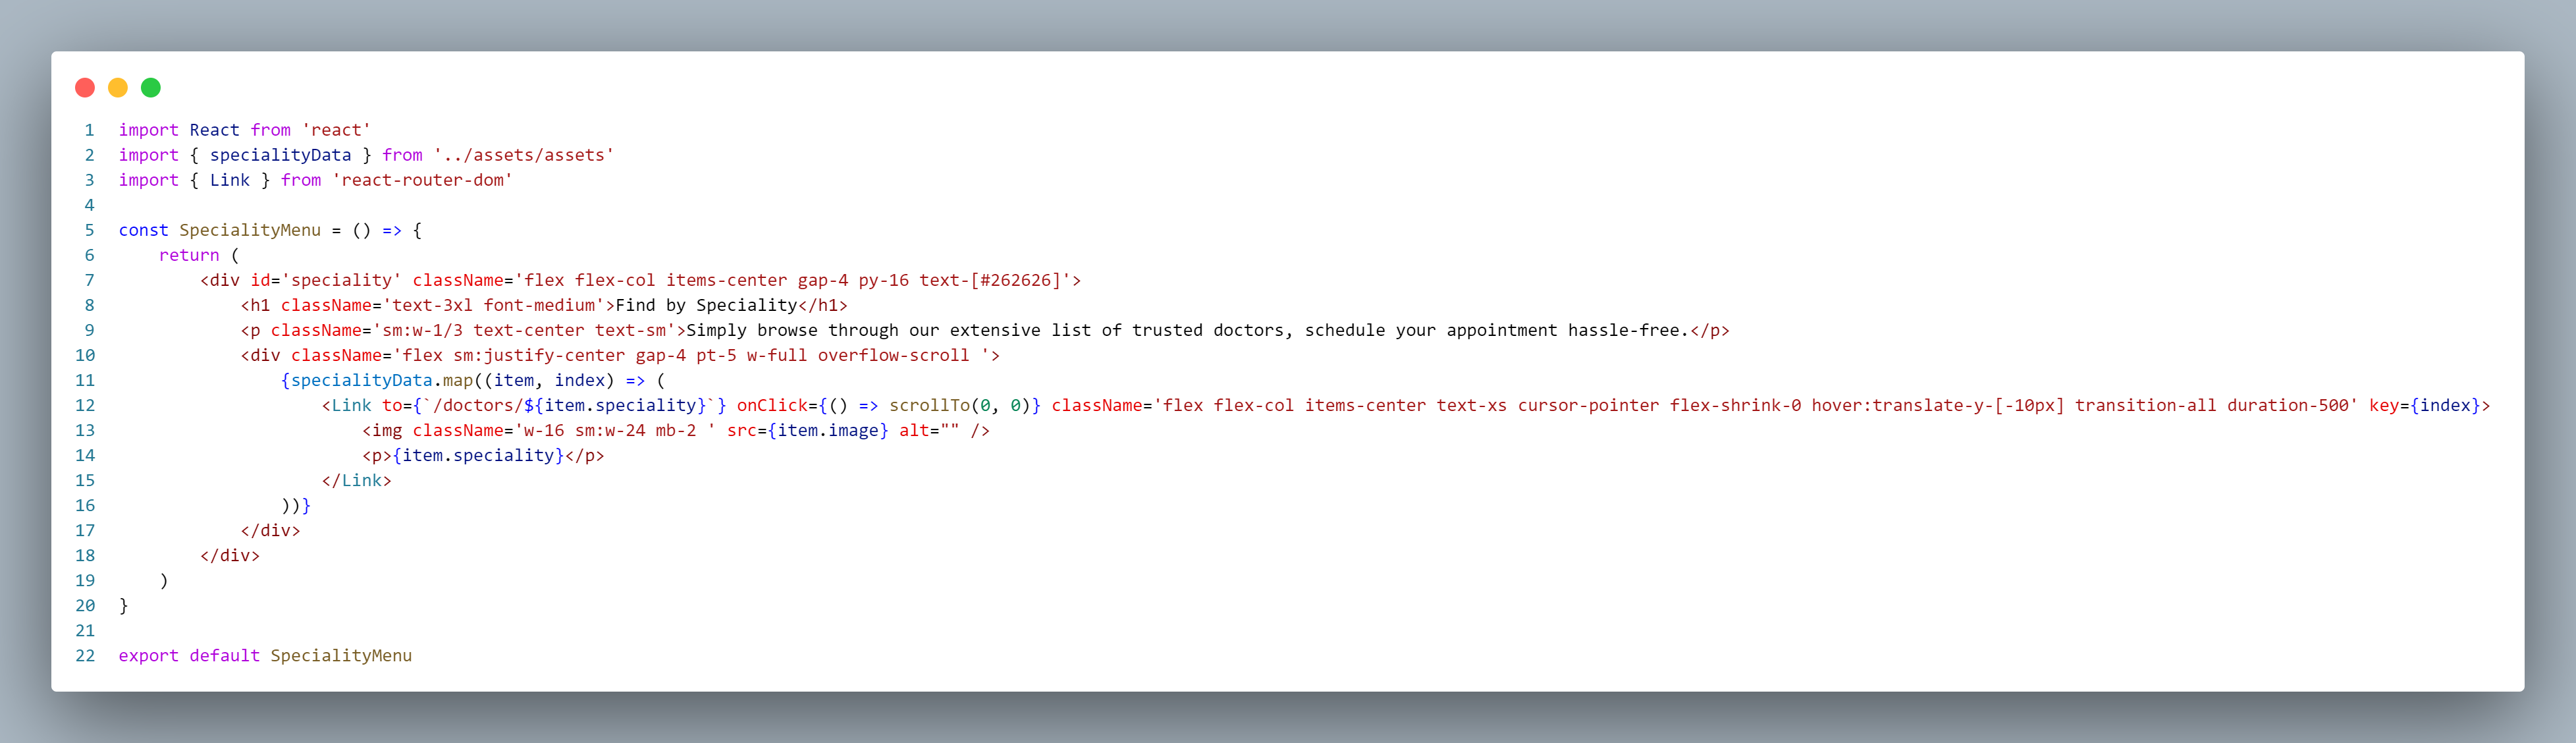 1 import React from 'react'
2 import { specialityData } from '../assets/assets'
3 import { Link } from 'react-router-dom'
4
5 const SpecialityMenu = () => {
6     return (
7         <div id='speciality' className='flex flex-col items-center gap-4 py-16 text-[#262626]'>
8             <h1 className='text-3xl font-medium'>Find by Speciality</h1>
9             <p className='sm:w-1/3 text-center text-sm'>Simply browse through our extensive list of trusted doctors, schedule your appointment hassle-free.</p>
10             <div className='flex sm:justify-center gap-4 pt-5 w-full overflow-scroll '>
11                 {specialityData.map((item, index) => (
12                     <Link to={`/doctors/${item.speciality}`} onClick={() => scrollTo(0, 0)} className='flex flex-col items-center text-xs cursor-pointer flex-shrink-0 hover:translate-y-[-10px] transition-all duration-500' key={index}>
13                         <img className='w-16 sm:w-24 mb-2 ' src={item.image} alt="" />
14                         <p>{item.speciality}</p>
15                     </Link>
16                 ))}
17             </div>
18         </div>
19     )
20 }
21
22 export default SpecialityMenu